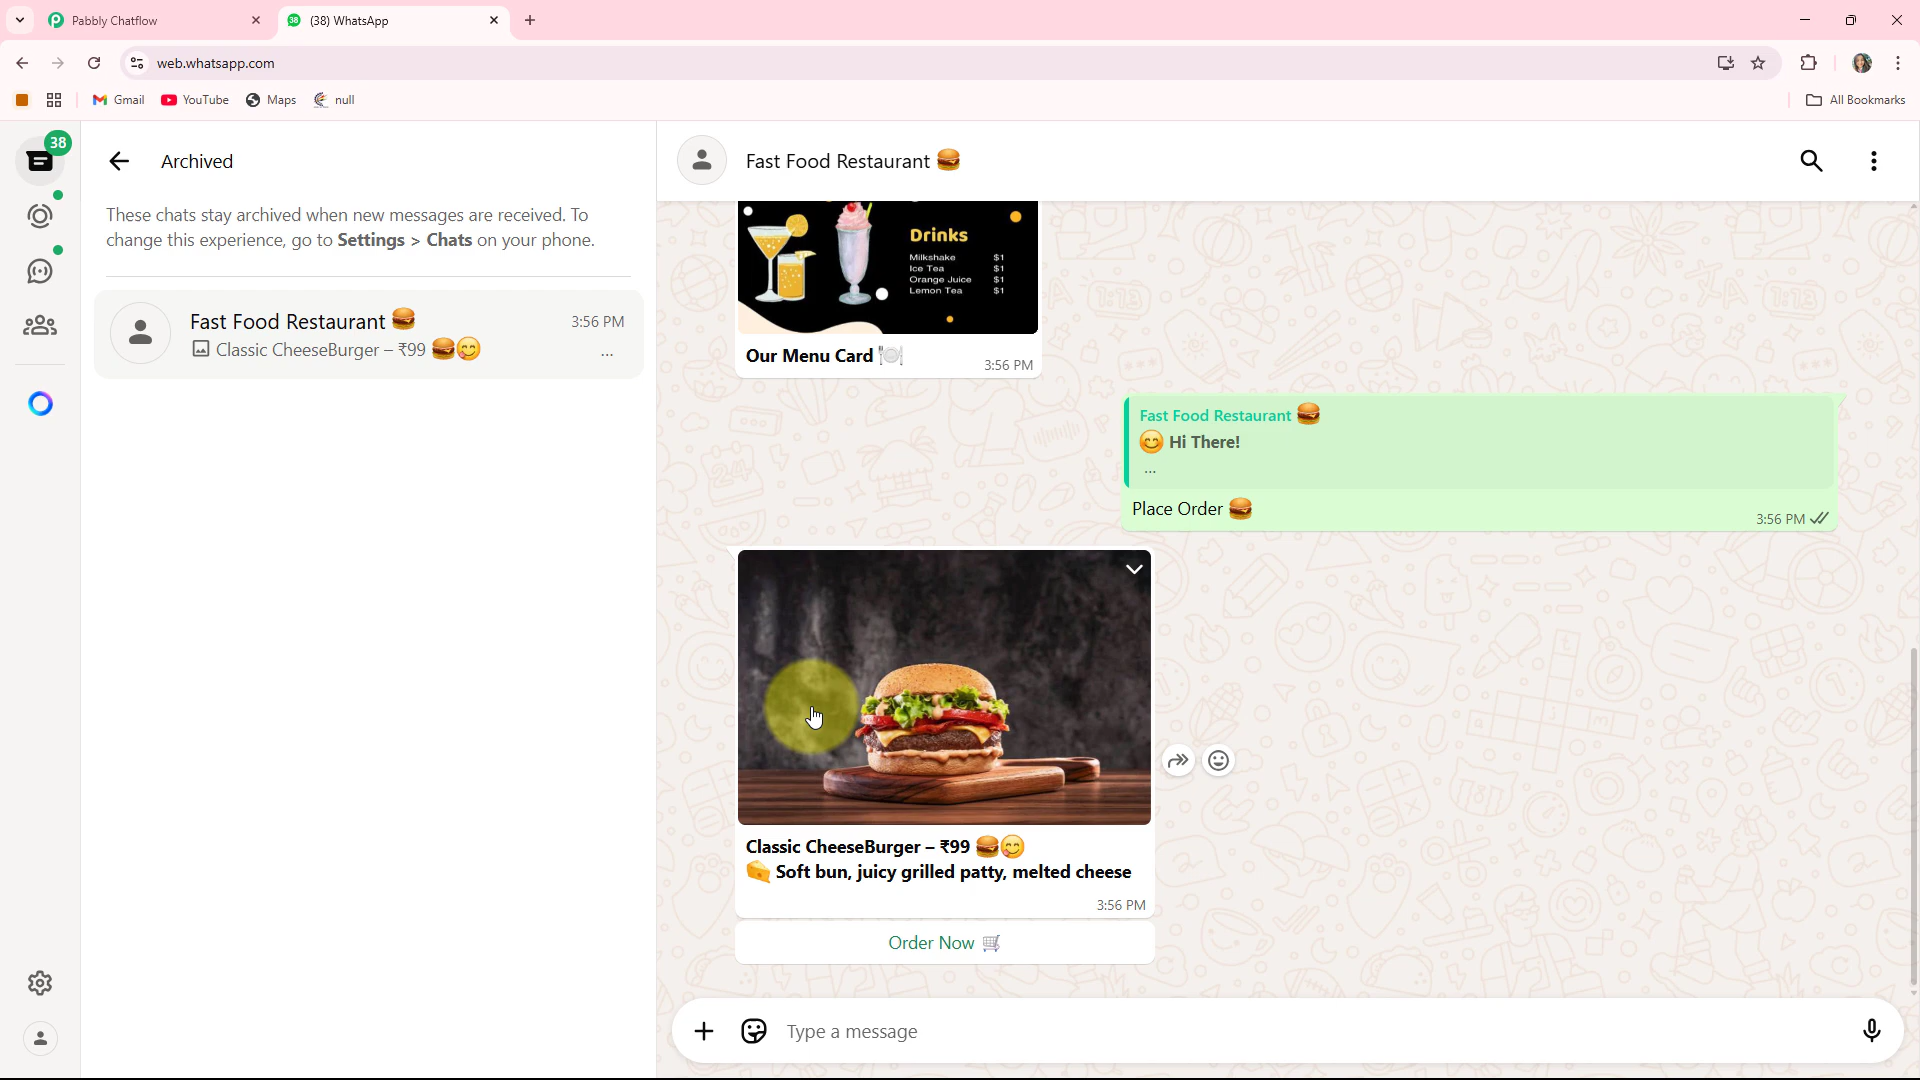 Pabbly Chatflow
38
(38) WhatsApp
web.whatsapp.com
Gmail
YouTube
Maps
null
All Bookmarks
38
Archived
These chats stay archived when new messages are received. To
change this experience, go to Settings > Chats on your phone.
Fast Food Restaurant 🍔
3:56 PM
Classic CheeseBurger – ₹99 🍔😋
...
Fast Food Restaurant 🍔
Drinks
Milkshake $1
Ice Tea $1
Orange Juice $1
Lemon Tea $1
Our Menu Card 🍽️
3:56 PM
Fast Food Restaurant 🍔
😊 Hi There!
...
Place Order 🍔
3:56 PM
Classic CheeseBurger – ₹99 🍔😋
🧀 Soft bun, juicy grilled patty, melted cheese
3:56 PM
Order Now 🛒
Type a message